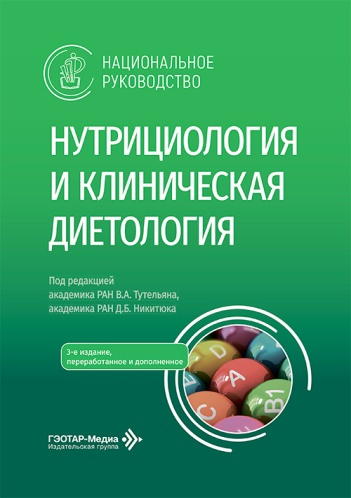 НАЦИОНАЛЬНОЕ
РУКОВОДСТВО
НУТРИЦИОЛОГИЯ
И КЛИНИЧЕСКАЯ
ДИЕТОЛОГИЯ
Под редакцией
академика РАН В.А. Тутельяна,
академика РАН Д.Б. Никитюка
3-е издание,
переработанное и дополненное
D
E
C
A
B1
C
ГЭОТАР-Медиа
Издательская группа